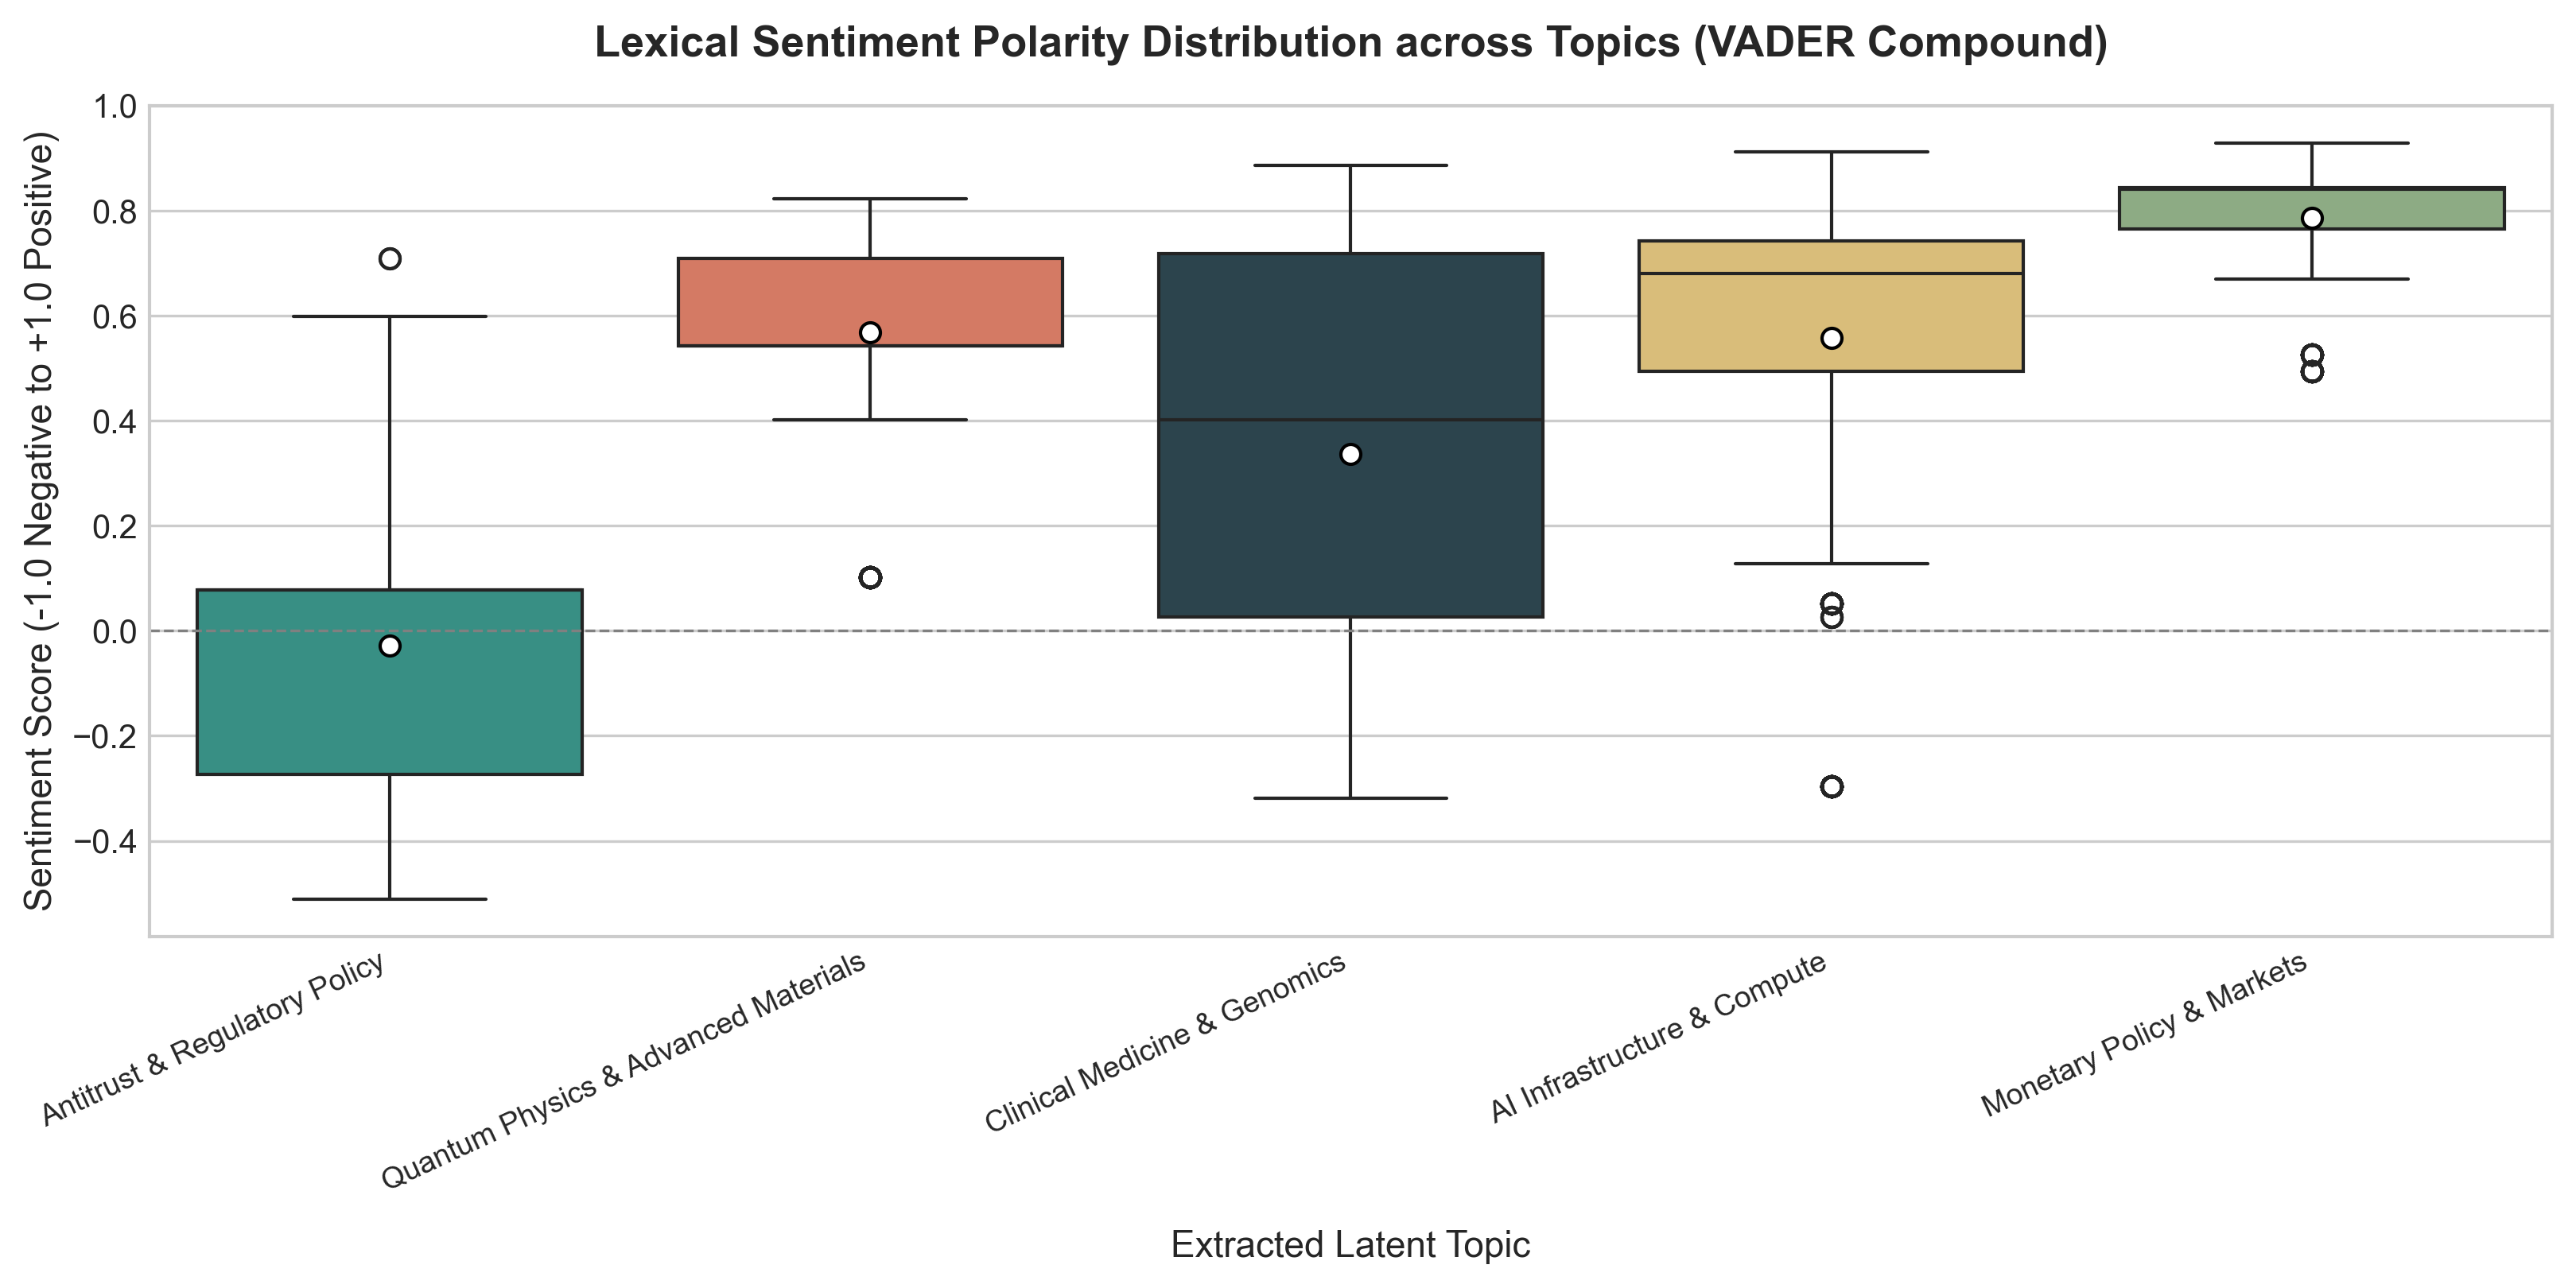 Lexical Sentiment Polarity Distribution across Topics (VADER Compound)
Sentiment Score (-1.0 Negative to +1.0 Positive)
1.0
0.8
0.6
0.4
0.2
0.0
−0.2
−0.4
Antitrust & Regulatory Policy
Quantum Physics & Advanced Materials
Clinical Medicine & Genomics
AI Infrastructure & Compute
Monetary Policy & Markets
Extracted Latent Topic